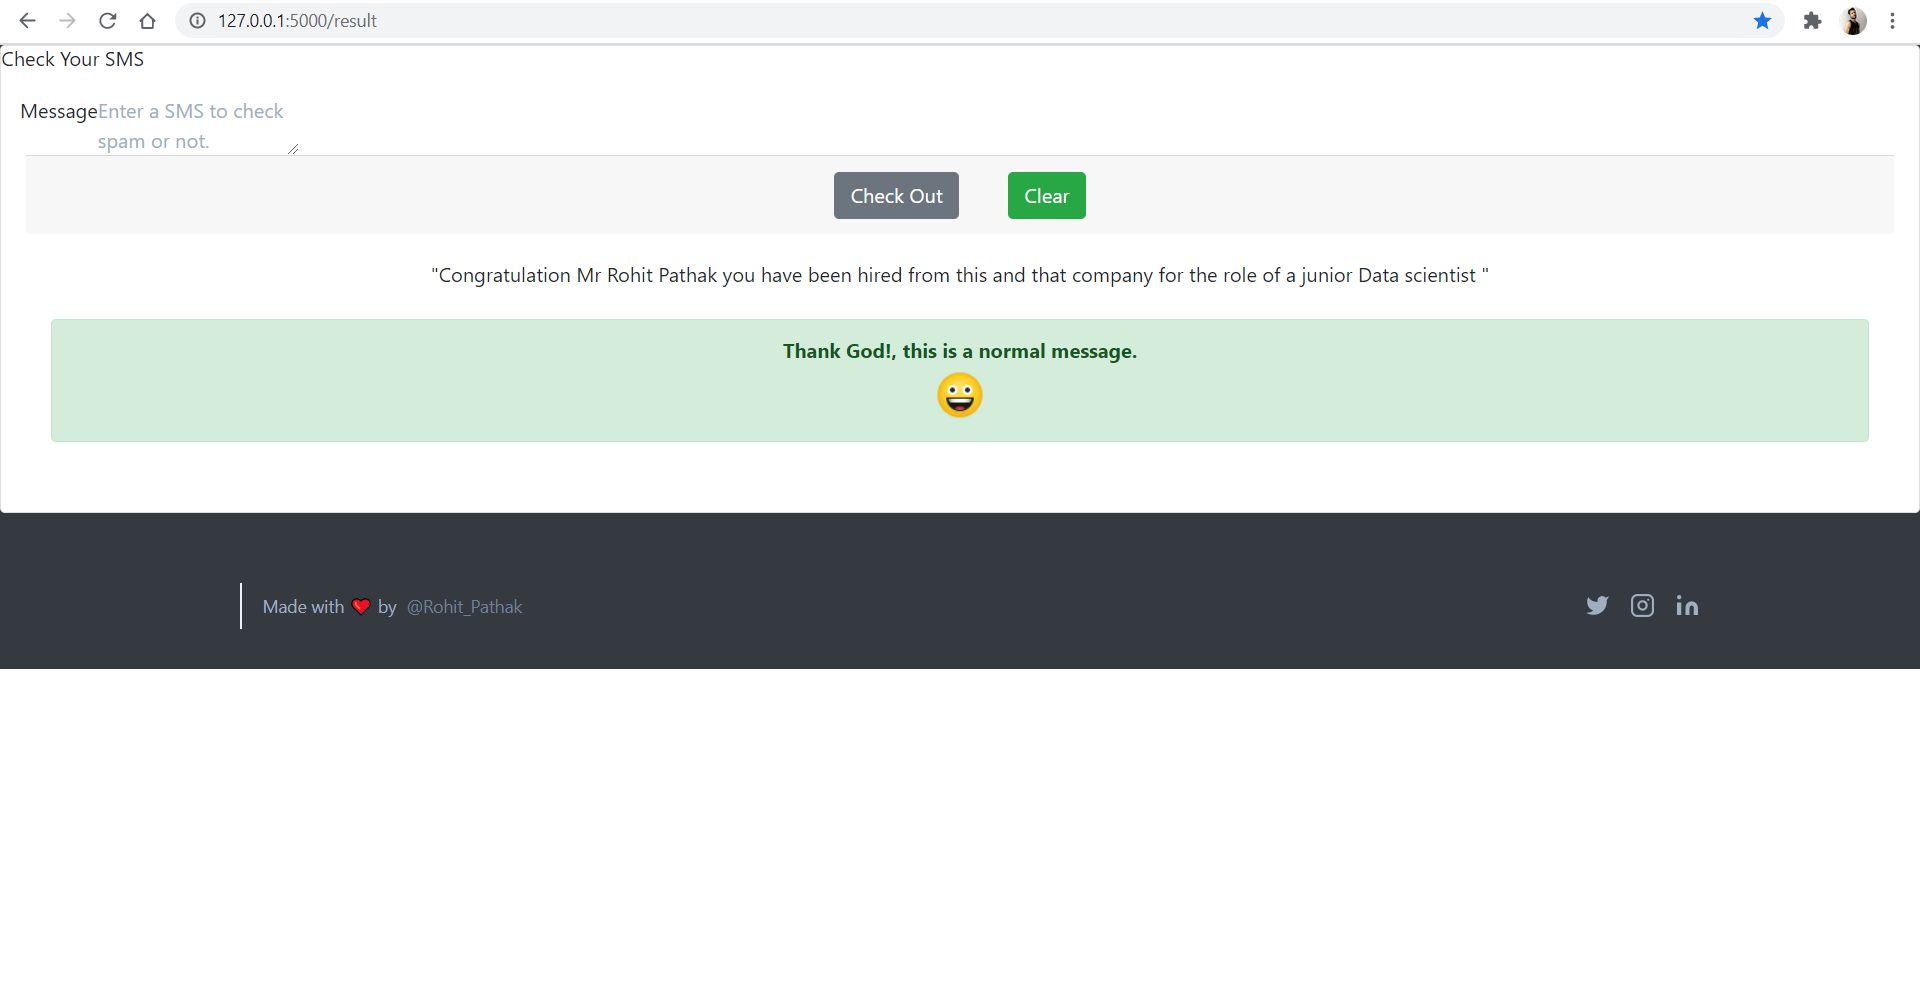 127.0.0.1:5000/result
Check Your SMS
Message Enter a SMS to check
spam or not.
Check Out Clear
"Congratulation Mr Rohit Pathak you have been hired from this and that company for the role of a junior Data scientist "
Thank God!, this is a normal message.
Made with ❤ by @Rohit_Pathak